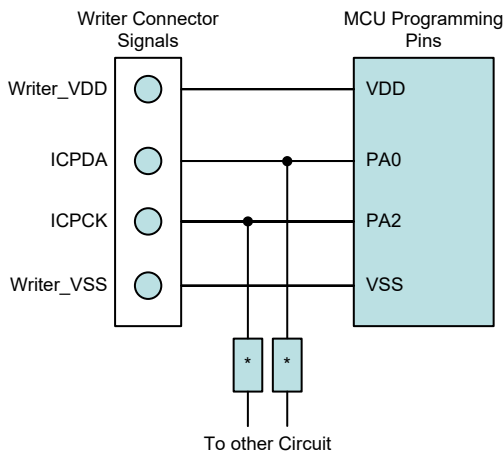 Writer Connector
Signals
MCU Programming
Pins
Writer_VDD
VDD
ICPDA
PA0
ICPCK
PA2
Writer_VSS
VSS
*
*
To other Circuit